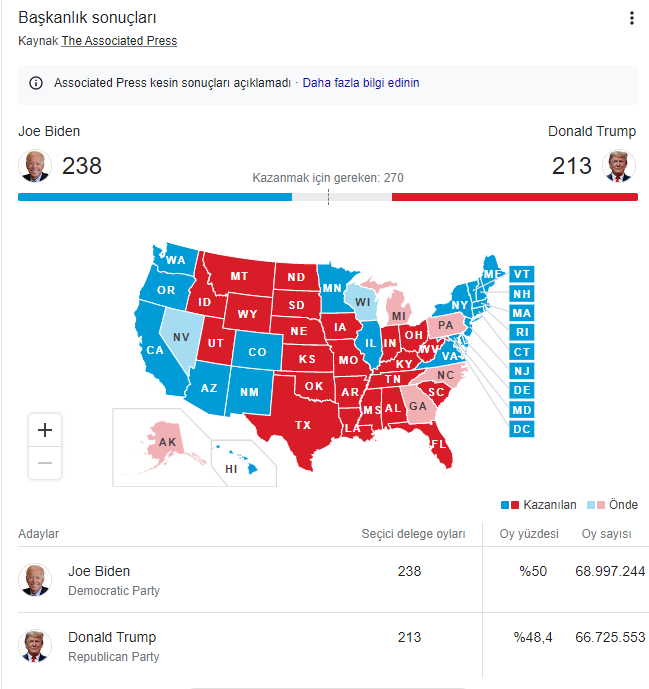 Başkanlık sonuçları
Kaynak The Associated Press
Associated Press kesin sonuçları açıklamadı · Daha fazla bilgi edinin
Joe Biden
Donald Trump
238
Kazanmak için gereken: 270
213
WA
MT
ND
MN
ME
VT
OR
ID
SD
WI
MI
NY
NH
WY
MA
NV
UT
NE
IA
PA
RI
CA
CO
IL
IN
OH
WV
VA
CT
KS
MO
KY
NJ
AZ
NM
OK
AR
TN
NC
DE
SC
MD
TX
LA
MS
AL
GA
DC
FL
AK
HI
+
−
Kazanılan
Önde
Adaylar
Seçici delege oyları
Oy yüzdesi
Oy sayısı
Joe Biden
238
%50
68.997.244
Democratic Party
Donald Trump
213
%48,4
66.725.553
Republican Party